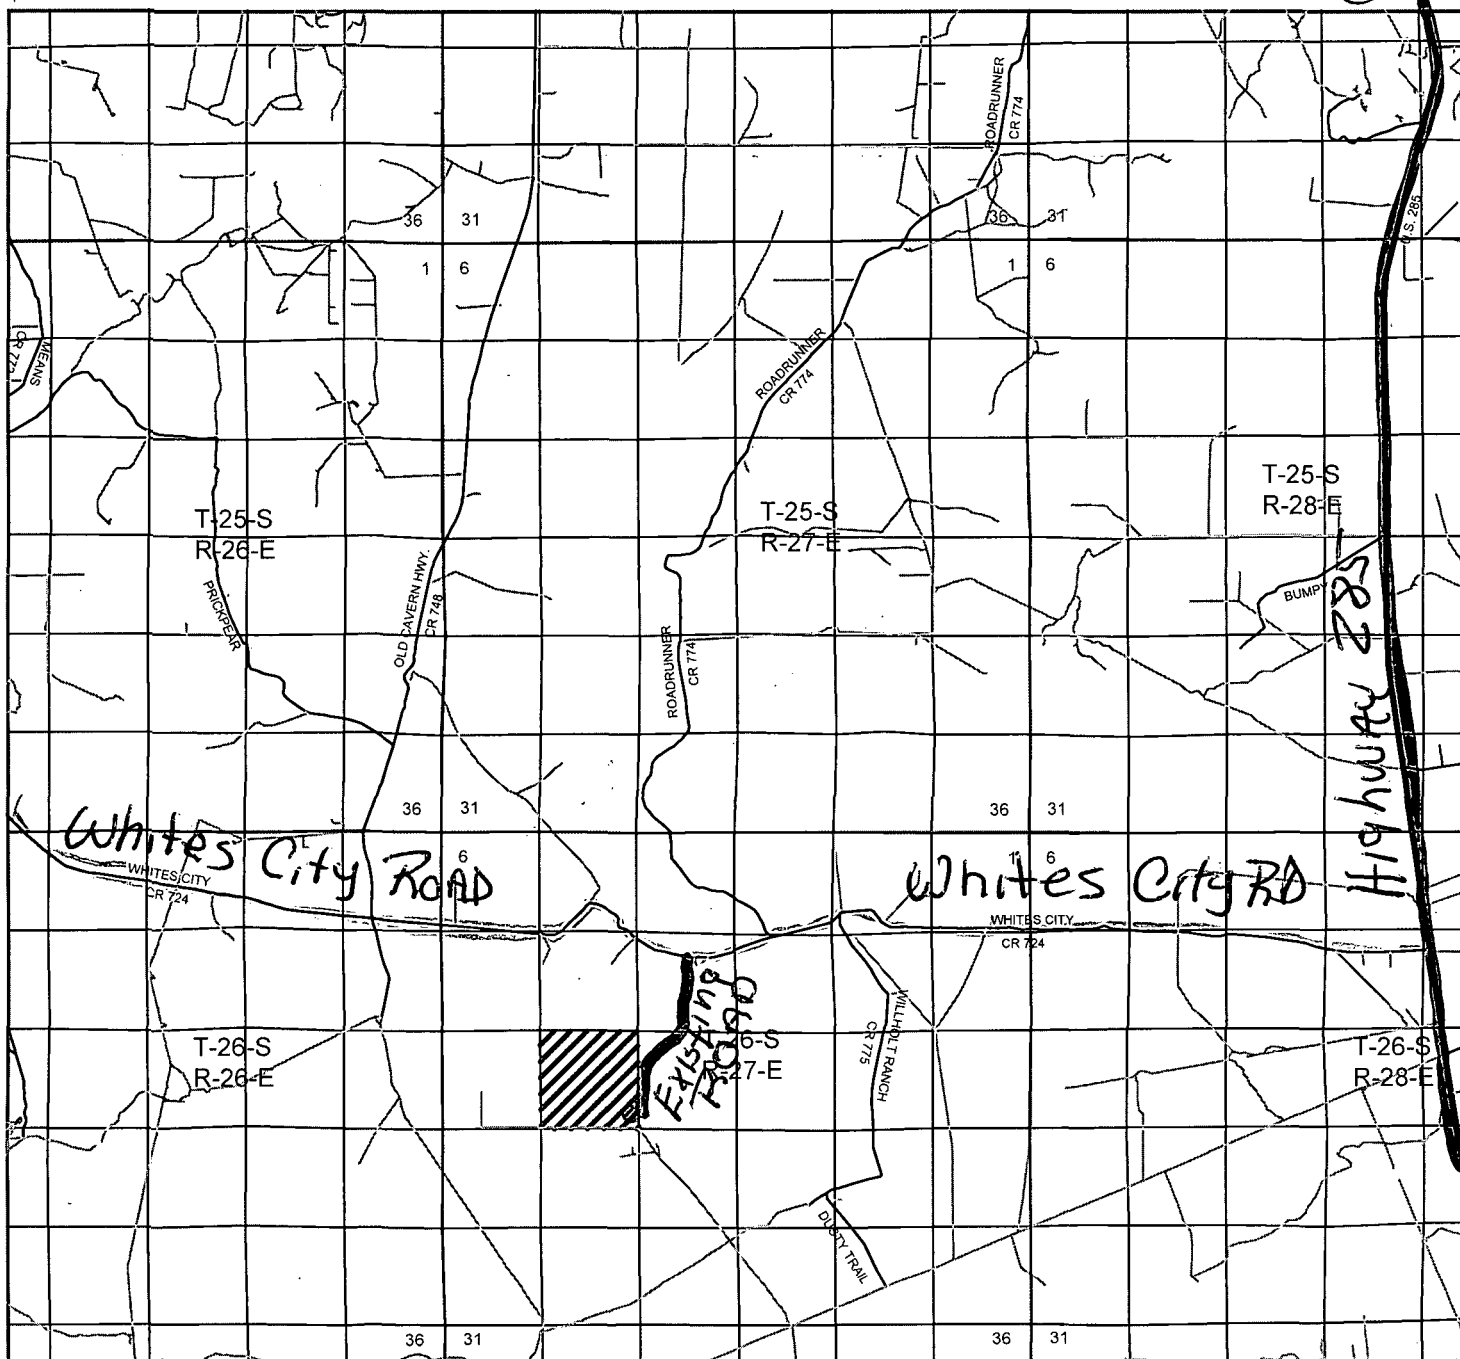 ROADRUNNER
CR 774
U.S. 285
36 31
36 31
1 6
1 6
MEANS
CR 772
ROADRUNNER
CR 774
T-25-S
R-28-E
T-25-S
R-26-E
T-25-S
R-27-E
PRICKPEAR
OLD CAVERN HWY.
CR 748
BUMPY
Highway 285
ROADRUNNER
CR 774
36 31
36 31
Whites City ROAD
6
WHITES CITY
CR 724
1 6
Whites City RD
WHITES CITY
CR 724
Existing
ROAD
WILLHOLT RANCH
CR 775
T-26-S
R-26-E
6-S
R-27-E
T-26-S
R-28-E
DUSTY TRAIL
36 31
36 31